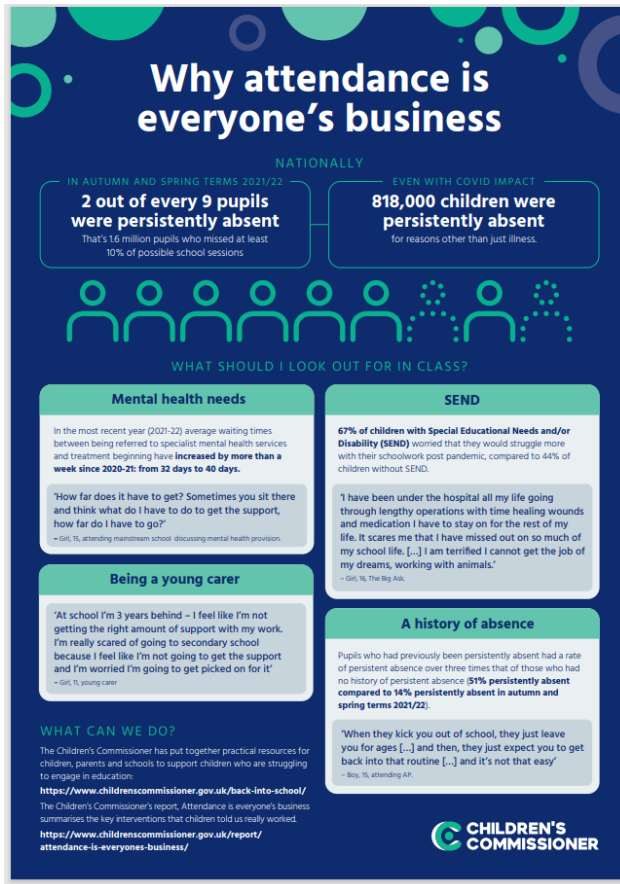 Why attendance is
everyone's business
NATIONALLY
IN AUTUMN AND SPRING TERMS 2021/22
2 out of every 9 pupils
were persistently absent
That's 1.6 million pupils who missed at least
10% of possible school sessions
EVEN WITH COVID IMPACT
818,000 children were
persistently absent
for reasons other than just illness.
WHAT SHOULD I LOOK OUT FOR IN CLASS?
Mental health needs
In the most recent year (2021-22) average waiting times
between being referred to specialist mental health services
and treatment beginning have increased by more than a
week since 2020-21: from 32 days to 40 days.
'How far does it have to get? Sometimes you sit there
and think what do I have to do to get the support,
how far do I have to go?'
– Girl, 15, attending mainstream school discussing mental health provision.
Being a young carer
'At school I'm 3 years behind – I feel like I'm not
getting the right amount of support with my work.
I'm really scared of going to secondary school
because I feel like I'm not going to get the support
and I'm worried I'm going to get picked on for it'
– Girl, 11, young carer
SEND
67% of children with Special Educational Needs and/or
Disability (SEND) worried that they would struggle more
with their schoolwork post pandemic, compared to 44% of
children without SEND.
'I have been under the hospital all my life going
through lengthy operations with time healing wounds
and medication I have to stay on for the rest of my
life. It scares me that I have missed out on so much of
my school life. [...] I am terrified I cannot get the job of
my dreams, working with animals.'
– Girl, 16, The Big Ask.
A history of absence
Pupils who had previously been persistently absent had a rate
of persistent absence over three times that of those who had
no history of persistent absence (51% persistently absent
compared to 14% persistently absent in autumn and
spring terms 2021/22).
'When they kick you out of school, they just leave
you for ages [...] and then, they just expect you to get
back into that routine [...] and it's not that easy'
– Boy, 15, attending AP.
WHAT CAN WE DO?
The Children's Commissioner has put together practical resources for
children, parents and schools to support children who are struggling
to engage in education:
https://www.childrenscommissioner.gov.uk/back-into-school/
The Children's Commissioner's report, Attendance is everyone's business
summarises the key interventions that children told us really worked.
https://www.childrenscommissioner.gov.uk/report/
attendance-is-everyones-business/
CHILDREN'S
COMMISSIONER